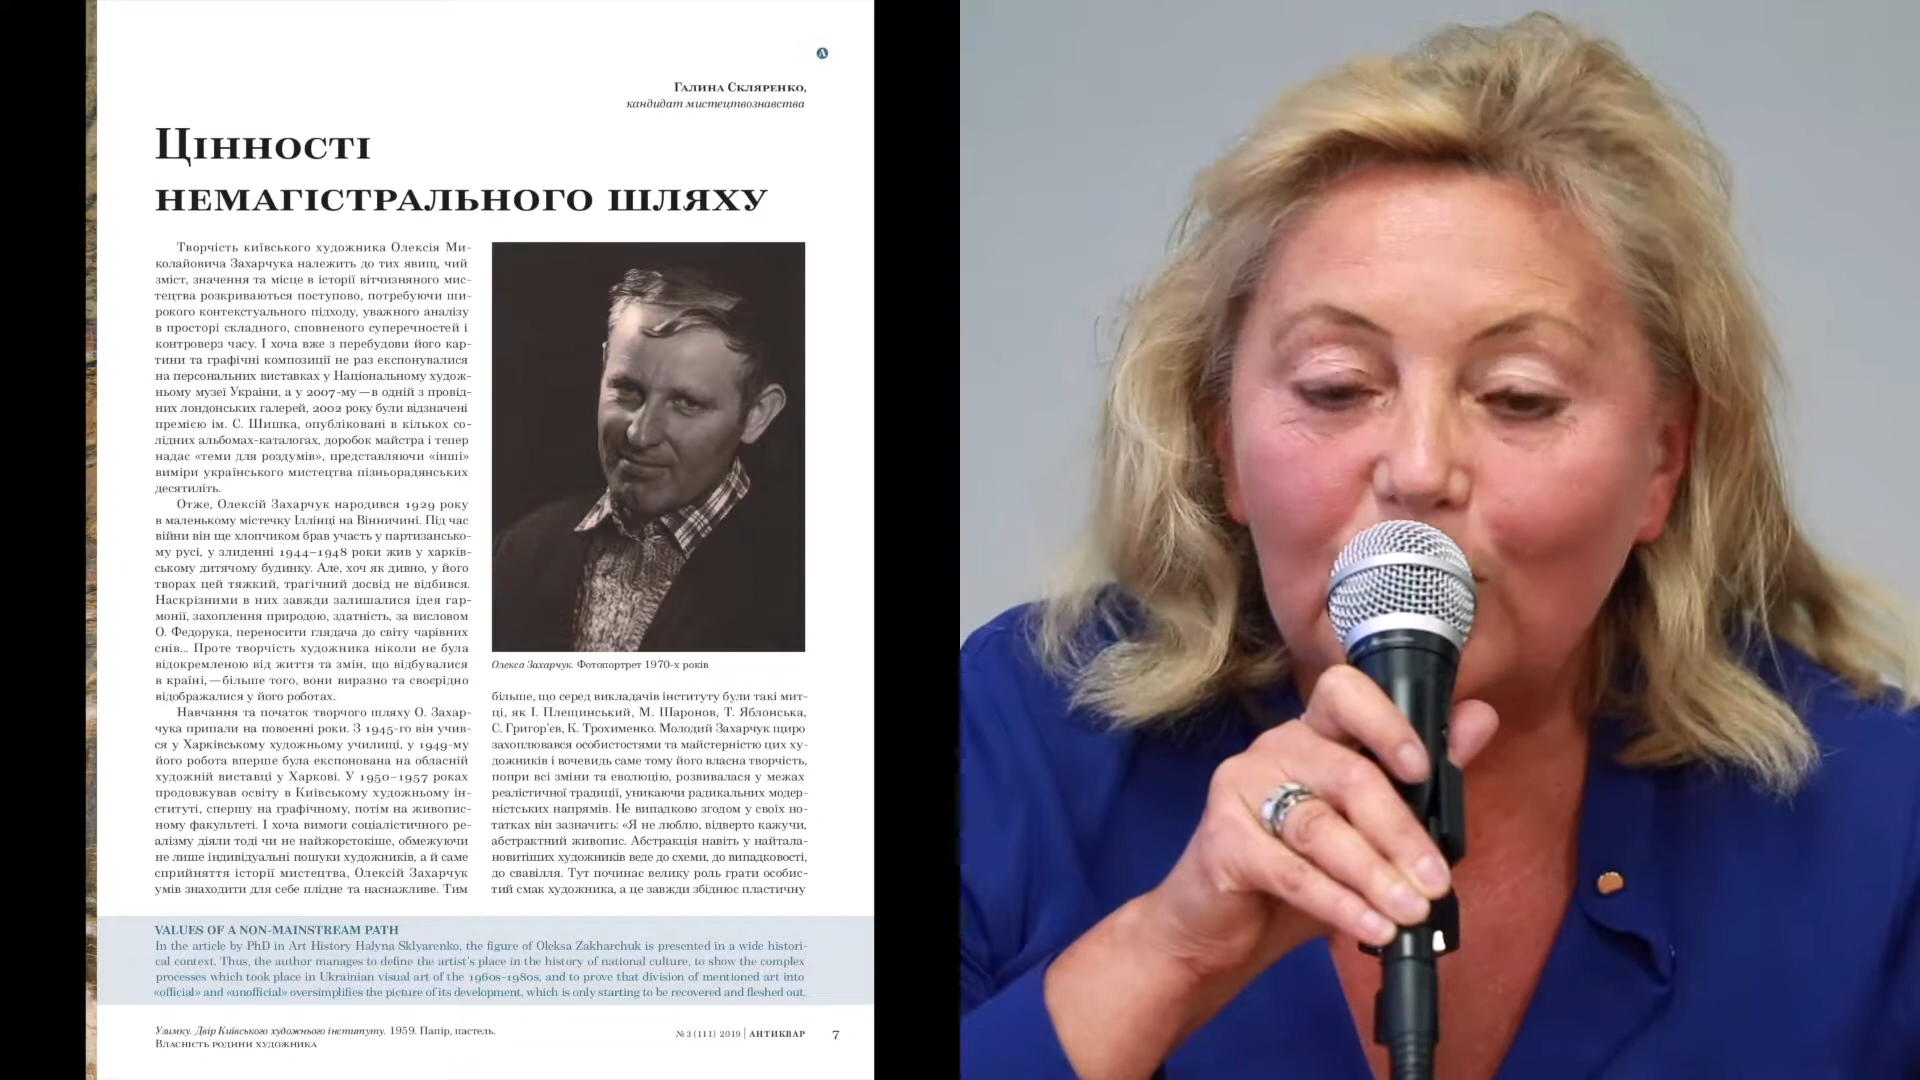 A
Галина Скляренко,
кандидат мистецтвознавства
Цінності
немагістрального шляху
Творчість київського художника Олексія Ми-
колайовича Захарчука належить до тих явищ, чий
зміст, значення та місце в історії вітчизняного мис-
тецтва розкриваються поступово, потребуючи ши-
рокого контекстуального підходу, уважного аналізу
в просторі складного, сповненого суперечностей і
контроверз часу. І хоча вже з перебудови його кар-
тини та графічні композиції не раз експонувалися
на персональних виставках у Національному худож-
ньому музеї України, а у 2007-му — в одній з провід-
них лондонських галерей, 2002 року були відзначені
премією ім. С. Шишка, опубліковані в кількох со-
лідних альбомах-каталогах, доробок майстра і тепер
надає «теми для роздумів», представляючи «інші»
виміри українського мистецтва пізньорадянських
десятиліть.
Отже, Олексій Захарчук народився 1929 року
в маленькому містечку Іллінці на Вінничині. Під час
війни він ще хлопчиком брав участь у партизансько-
му русі, у злиденні 1944–1948 роки жив у харків-
ському дитячому будинку. Але, хоч як дивно, у його
творах цей тяжкий, трагічний досвід не відбився.
Наскрізними в них завжди залишалися ідея гар-
монії, захоплення природою, здатність, за висловом
О. Федорука, переносити глядача до світу чарівних
снів... Проте творчість художника ніколи не була
відокремленою від життя та змін, що відбувалися
в країні, — більше того, вони виразно та своєрідно
відображалися у його роботах.
Навчання та початок творчого шляху О. Захар-
чука припали на повоєнні роки. З 1945-го він учив-
ся у Харківському художньому училищі, у 1949-му
його робота вперше була експонована на обласній
художній виставці у Харкові. У 1950–1957 роках
продовжував освіту в Київському художньому ін-
ституті, спершу на графічному, потім на живопис-
ному факультеті. І хоча вимоги соціалістичного ре-
алізму діяли тоді чи не найжорстокіше, обмежуючи
не лише індивідуальні пошуки художників, а й саме
сприйняття історії мистецтва, Олексій Захарчук
умів знаходити для себе плідне та наснажливе. Тим
Олекса Захарчук. Фотопортрет 1970-х років
більше, що серед викладачів інституту були такі мит-
ці, як І. Плещинський, М. Шаронов, Т. Яблонська,
С. Григор’єв, К. Трохименко. Молодий Захарчук щиро
захоплювався особистостями та майстерністю цих ху-
дожників і вочевидь саме тому його власна творчість,
попри всі зміни та еволюцію, розвивалася у межах
реалістичної традиції, уникаючи радикальних модер-
ністських напрямів. Не випадково згодом у своїх но-
татках він зазначить: «Я не люблю, відверто кажучи,
абстрактний живопис. Абстракція навіть у найтала-
новитіших художників веде до схеми, до випадковості,
до свавілля. Тут починає велику роль грати особис-
тий смак художника, а це завжди збіднює пластичну
VALUES OF A NON-MAINSTREAM PATH
In the article by PhD in Art History Halyna Sklyarenko, the figure of Oleksa Zakharchuk is presented in a wide histori-
cal context. Thus, the author manages to define the artist’s place in the history of national culture, to show the complex
processes which took place in Ukrainian visual art of the 1960s–1980s, and to prove that division of mentioned art into
«official» and «unofficial» oversimplifies the picture of its development, which is only starting to be recovered and fleshed out.
Узимку. Двір Київського художнього інституту. 1959. Папір, пастель.
Власність родини художника
№ 3 (111) 2019 | АНТИКВАР 7